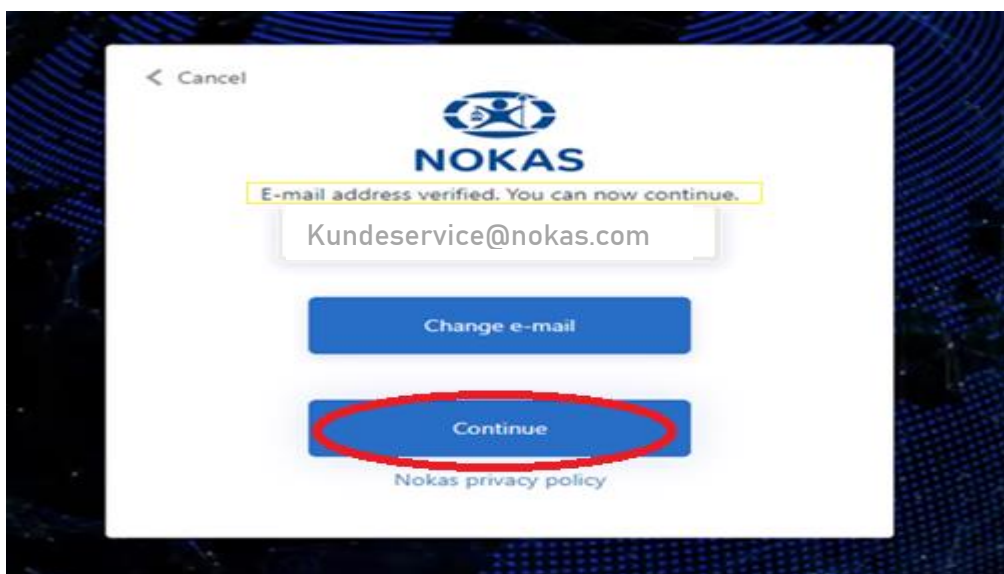 < Cancel
NOKAS
E-mail address verified. You can now continue.
Kundeservice@nokas.com
Change e-mail
Continue
Nokas privacy policy